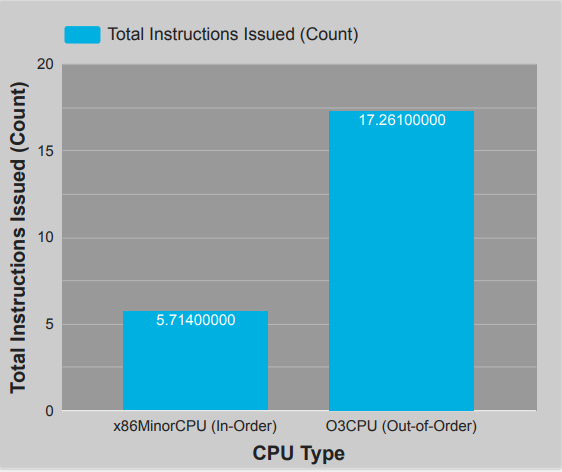 Total Instructions Issued (Count)
Total Instructions Issued (Count)
20
15
10
5
0
17.26100000
5.71400000
x86MinorCPU (In-Order)
O3CPU (Out-of-Order)
CPU Type